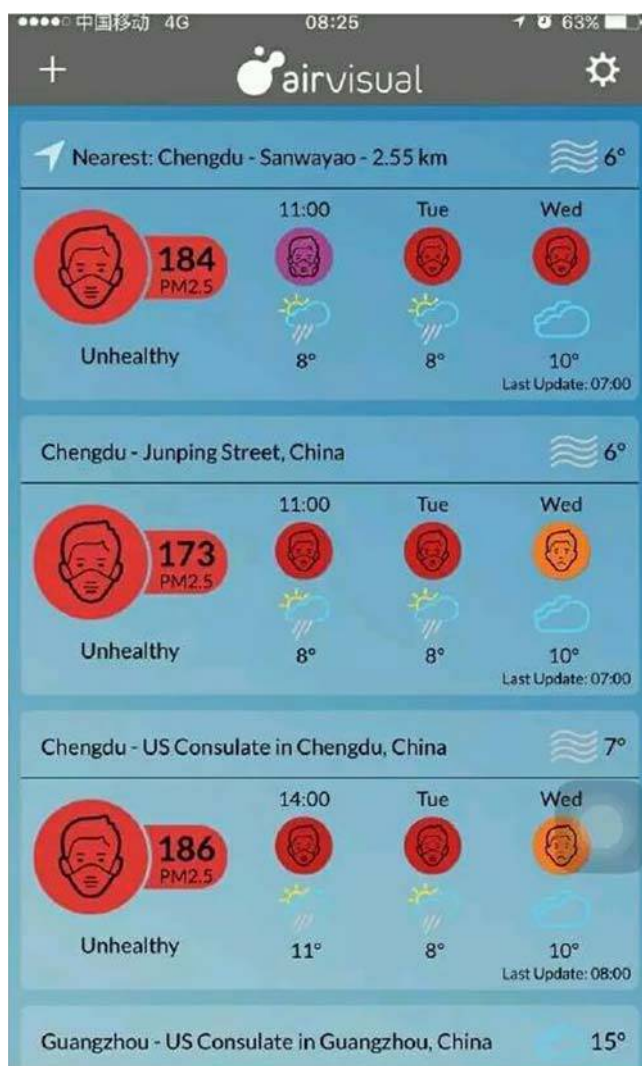 中国移动 4G 08:25 63%
airvisual
Nearest: Chengdu - Sanwayao - 2.55 km 6°
11:00 Tue Wed
184
PM2.5
Unhealthy 8° 8° 10°
Last Update: 07:00
Chengdu - Junping Street, China 6°
11:00 Tue Wed
173
PM2.5
Unhealthy 8° 8° 10°
Last Update: 07:00
Chengdu - US Consulate in Chengdu, China 7°
14:00 Tue Wed
186
PM2.5
Unhealthy 11° 8° 10°
Last Update: 08:00
Guangzhou - US Consulate in Guangzhou, China 15°